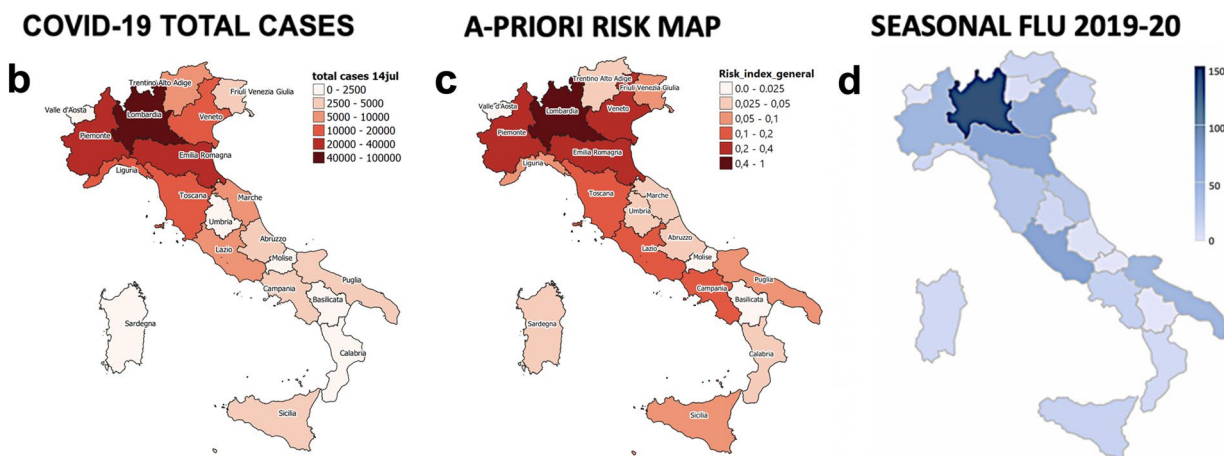 COVID-19 TOTAL CASES
A-PRIORI RISK MAP
SEASONAL FLU 2019-20
b
total cases 14jul
0 - 2500
2500 - 5000
5000 - 10000
10000 - 20000
20000 - 40000
40000 - 100000
Trentino Alto Adige
Friuli Venezia Giulia
Valle d'Aosta
Lombardia
Veneto
Piemonte
Emilia Romagna
Liguria
Toscana
Marche
Umbria
Abruzzo
Lazio
Molise
Puglia
Campania
Basilicata
Sardegna
Calabria
Sicilia
c
Risk_index_general
0.0 - 0.025
0,025 - 0,05
0,05 - 0,1
0,1 - 0,2
0,2 - 0,4
0,4 - 1
Trentino Alto Adige
Friuli Venezia Giulia
Valle d'Aosta
Lombardia
Veneto
Piemonte
Emilia Romagna
Liguria
Toscana
Marche
Umbria
Abruzzo
Lazio
Molise
Puglia
Campania
Basilicata
Sardegna
Calabria
Sicilia
d
150
100
50
0